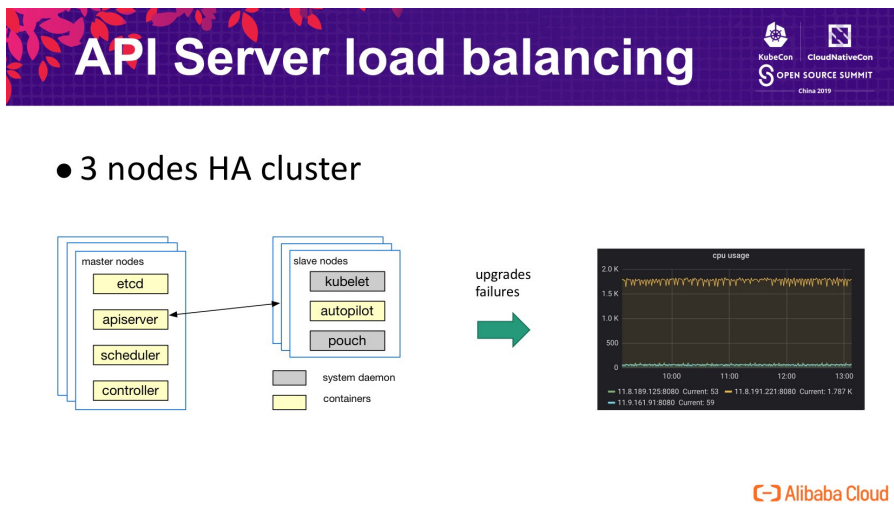 API Server load balancing
KubeCon
CloudNativeCon
OPEN SOURCE SUMMIT
China 2019
● 3 nodes HA cluster
master nodes
etcd
apiserver
scheduler
controller
slave nodes
kubelet
autopilot
pouch
system daemon
containers
upgrades
failures
cpu usage
2.0 K
1.5 K
1.0 K
500
0
10:00 11:00 12:00 13:00
11.8.189.125:8080 Current: 53 11.8.191.221:8080 Current: 1.787 K
11.9.161.91:8080 Current: 59
Alibaba Cloud